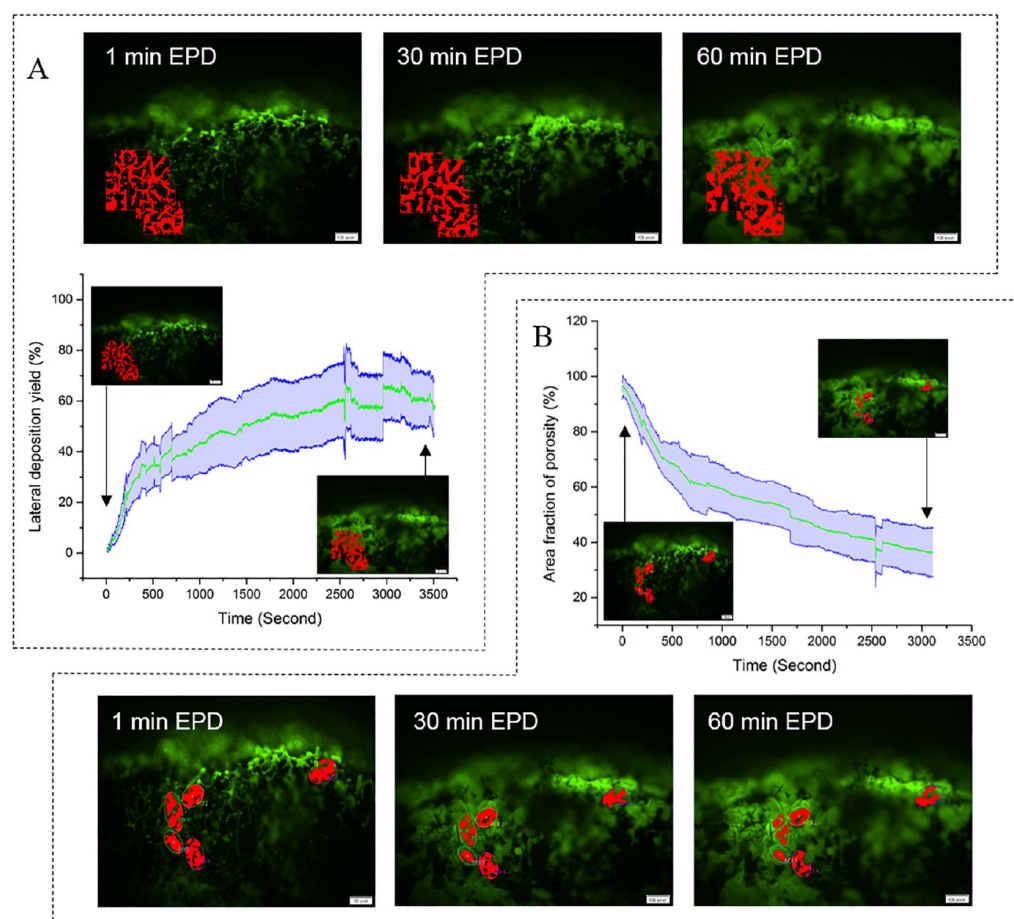 A
1 min EPD
30 min EPD
60 min EPD
Lateral deposition yield (%)
100
80
60
40
20
0
0 500 1000 1500 2000 2500 3000 3500
Time (Second)
B
Area fraction of porosity (%)
120
100
80
60
40
20
0 500 1000 1500 2000 2500 3000 3500
Time (Second)
1 min EPD
30 min EPD
60 min EPD